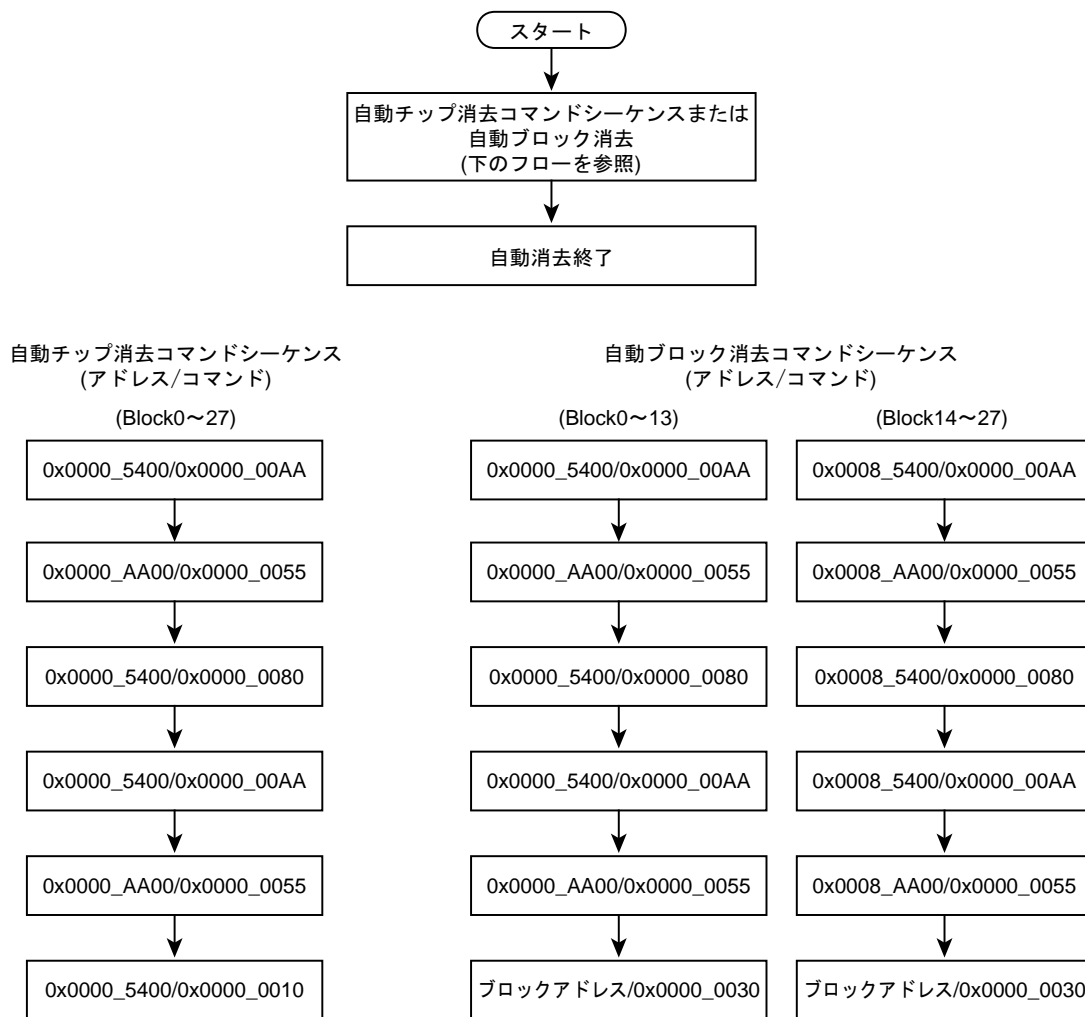 スタート
自動チップ消去コマンドシーケンスまたは
自動ブロック消去
(下のフローを参照)
自動消去終了
自動チップ消去コマンドシーケンス
(アドレス/コマンド)
(Block0〜27)
0x0000_5400/0x0000_00AA
0x0000_AA00/0x0000_0055
0x0000_5400/0x0000_0080
0x0000_5400/0x0000_00AA
0x0000_AA00/0x0000_0055
0x0000_5400/0x0000_0010
自動ブロック消去コマンドシーケンス
(アドレス/コマンド)
(Block0〜13)
0x0000_5400/0x0000_00AA
0x0000_AA00/0x0000_0055
0x0000_5400/0x0000_0080
0x0000_5400/0x0000_00AA
0x0000_AA00/0x0000_0055
ブロックアドレス/0x0000_0030
(Block14〜27)
0x0008_5400/0x0000_00AA
0x0008_AA00/0x0000_0055
0x0008_5400/0x0000_0080
0x0008_5400/0x0000_00AA
0x0008_AA00/0x0000_0055
ブロックアドレス/0x0000_0030